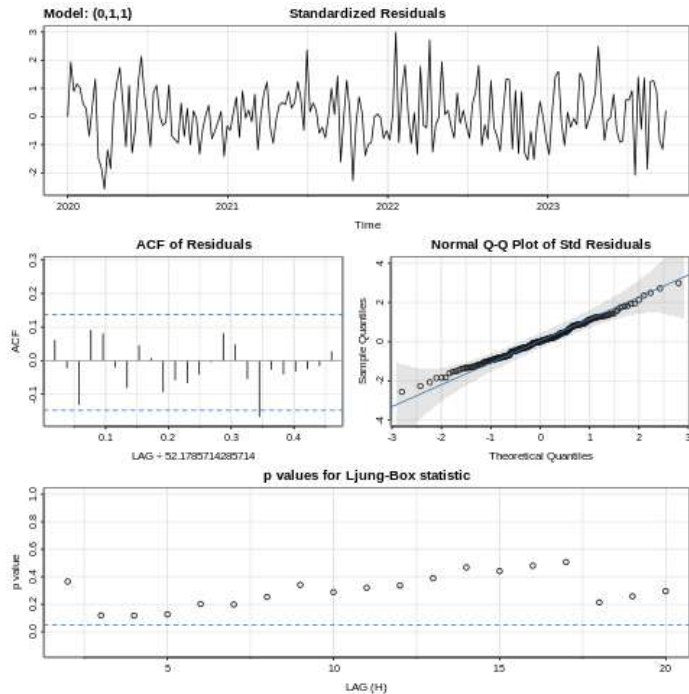 Model: (0,1,1) Standardized Residuals
3
2
1
0
-1
-2
2020 2021 2022 2023
Time
ACF of Residuals
ACF
0.3
0.2
0.1
0.0
-0.1
0.1 0.2 0.3 0.4
LAG ÷ 52.1785714285714
Normal Q-Q Plot of Std Residuals
Sample Quantiles
4
2
0
-2
-4
-3 -2 -1 0 1 2 3
Theoretical Quantiles
p values for Ljung-Box statistic
p value
1.0
0.8
0.6
0.4
0.2
0.0
5 10 15 20
LAG (H)